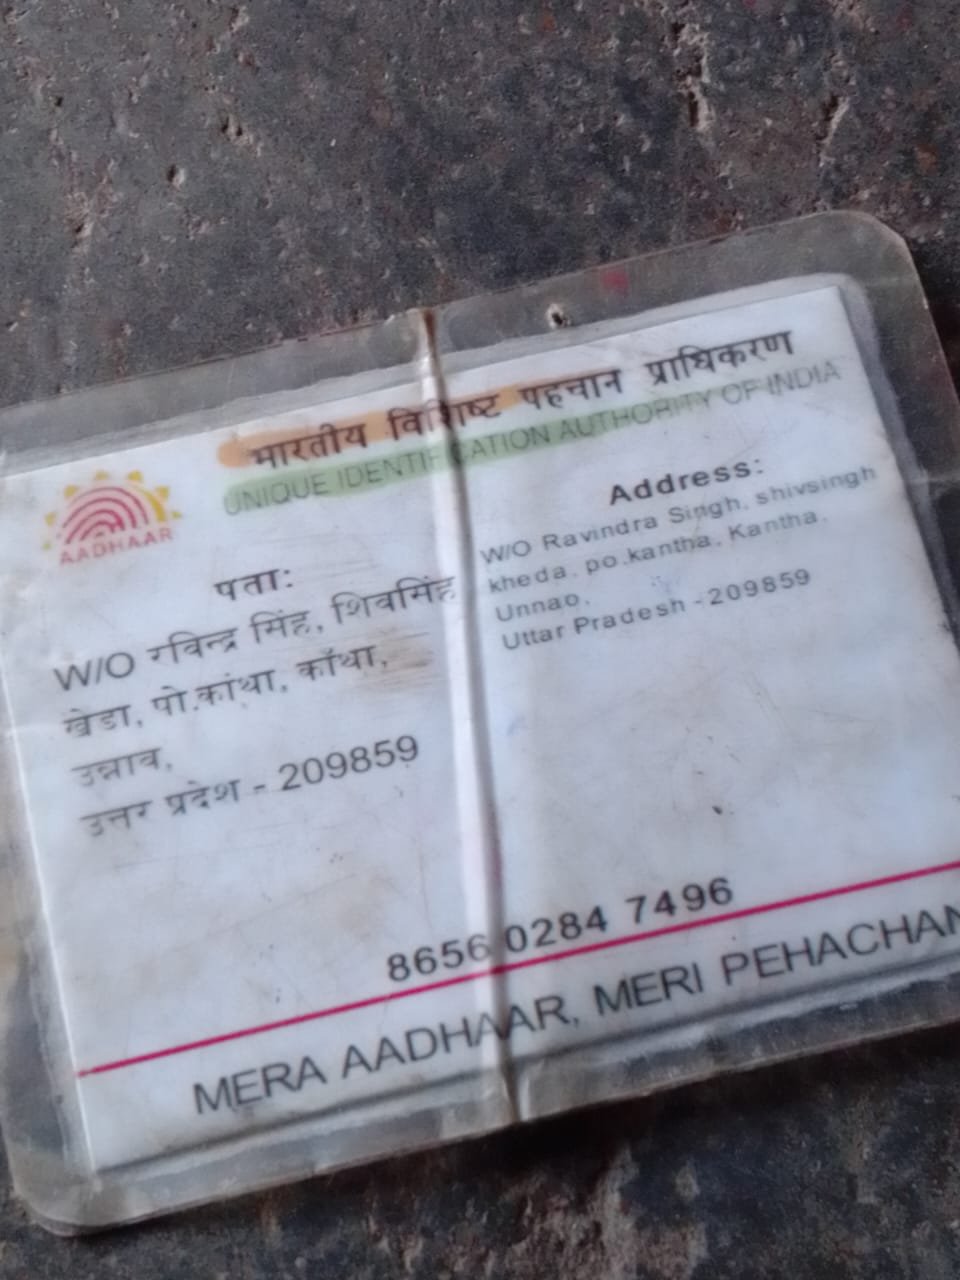 भारतीय विशिष्ट पहचान प्राधिकरण
UNIQUE IDENTIFICATION AUTHORITY OF INDIA
AADHAAR
पता:
W/O रविन्द्र सिंह, शिवसिंह
खेडा, पो.कांथा, काँथा,
उन्नाव,
उत्तर प्रदेश - 209859
Address:
W/O Ravindra Singh, shivsingh
kheda, po.kantha, Kantha,
Unnao,
Uttar Pradesh - 209859
8656 0284 7496
MERA AADHAAR, MERI PEHACHAN